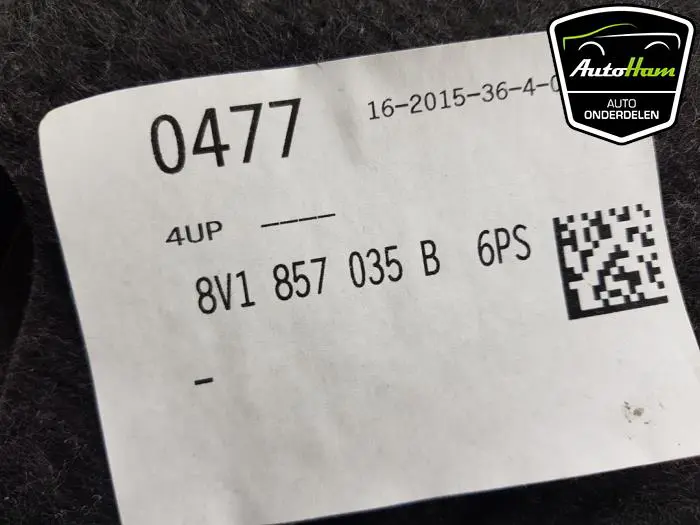 0477
16-2015-36-4-0
4UP ----
8V1 857 035 B 6PS
-
AutoHam
AUTO
ONDERDELEN